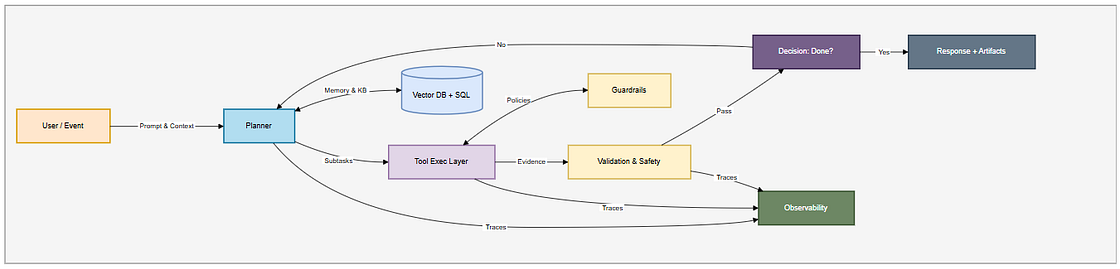 No
Decision: Done?
Yes
Response + Artifacts
Memory & KB
Vector DB + SQL
Guardrails
Policies
Pass
User / Event
Prompt & Context
Planner
Subtasks
Tool Exec Layer
Evidence
Validation & Safety
Traces
Traces
Observability
Traces